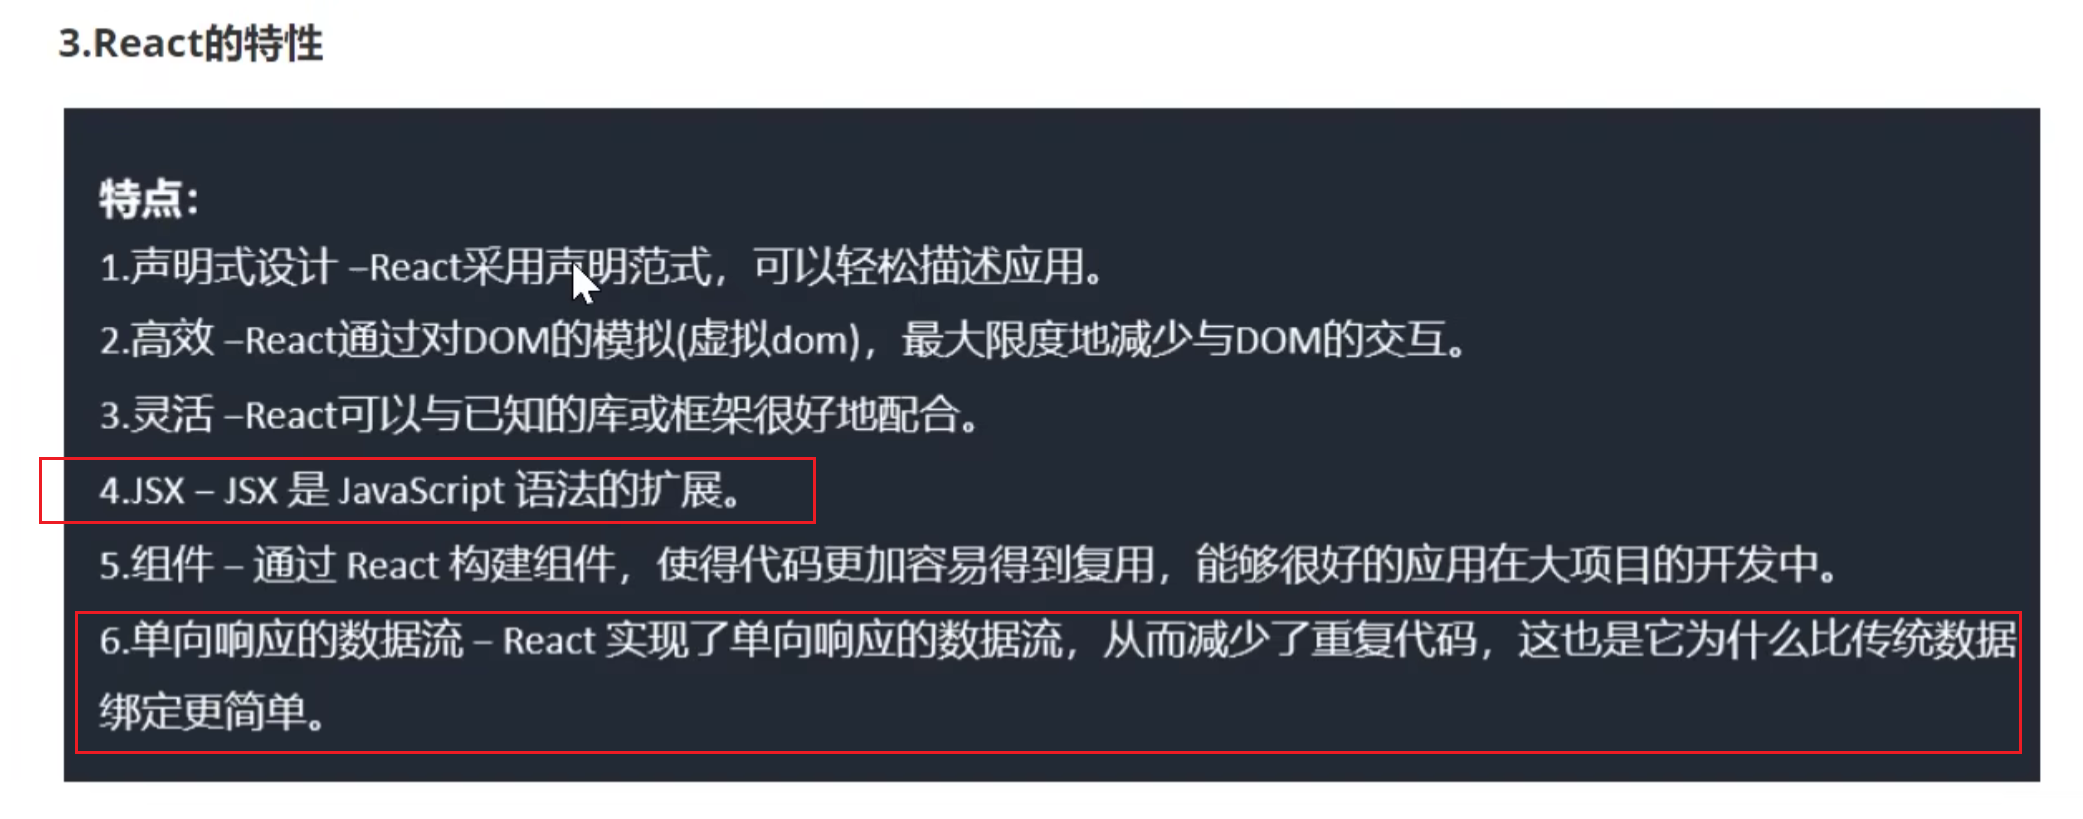 3.React的特性
特点：
1.声明式设计 –React采用声明范式，可以轻松描述应用。
2.高效 –React通过对DOM的模拟(虚拟dom)，最大限度地减少与DOM的交互。
3.灵活 –React可以与已知的库或框架很好地配合。
4.JSX – JSX 是 JavaScript 语法的扩展。
5.组件 – 通过 React 构建组件，使得代码更加容易得到复用，能够很好的应用在大项目的开发中。
6.单向响应的数据流 – React 实现了单向响应的数据流，从而减少了重复代码，这也是它为什么比传统数据
绑定更简单。